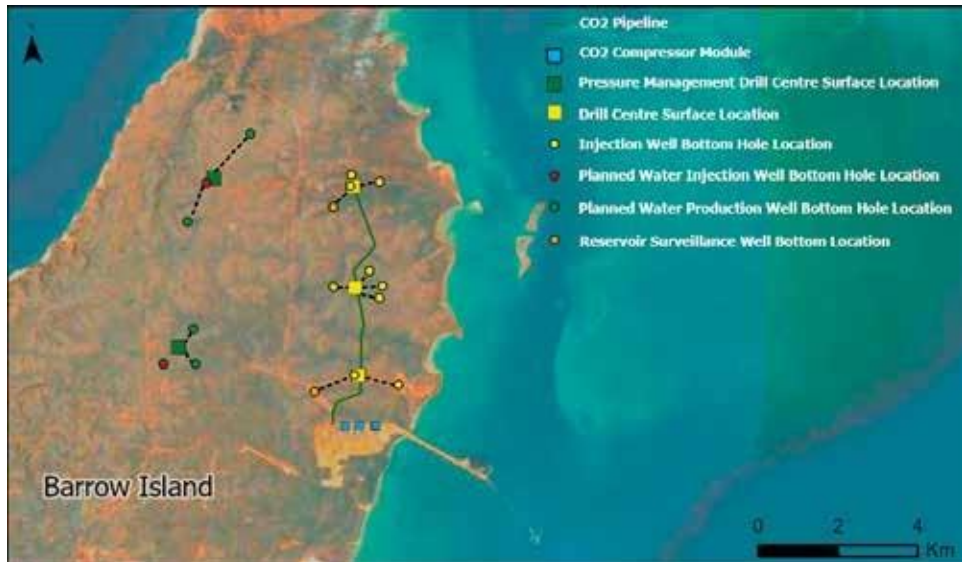 CO2 Pipeline
CO2 Compressor Module
Pressure Management Drill Centre Surface Location
Drill Centre Surface Location
Injection Well Bottom Hole Location
Planned Water Injection Well Bottom Hole Location
Planned Water Production Well Bottom Hole Location
Reservoir Surveillance Well Bottom Location
Barrow Island
0 2 4
Km